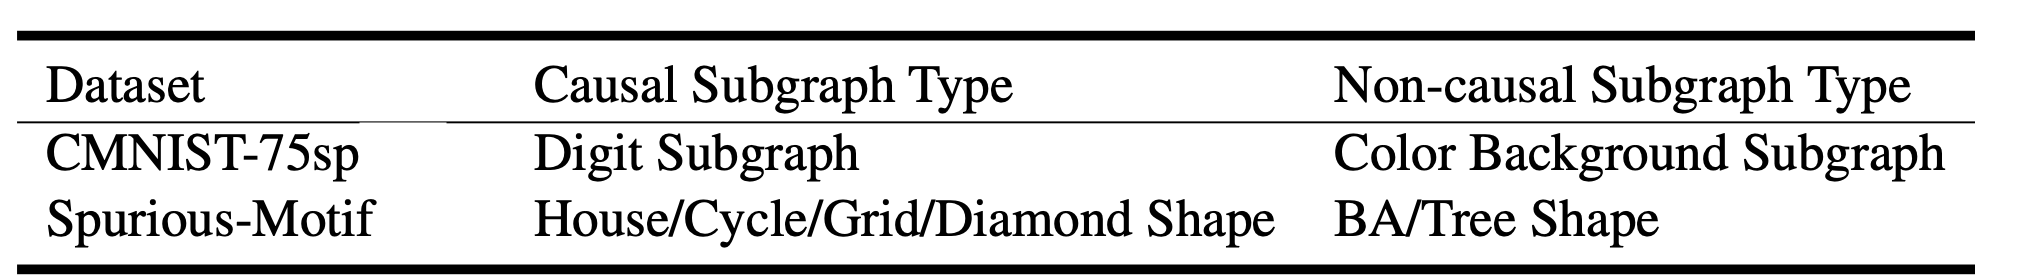 Dataset Causal Subgraph Type Non-causal Subgraph Type
CMNIST-75sp Digit Subgraph Color Background Subgraph
Spurious-Motif House/Cycle/Grid/Diamond Shape BA/Tree Shape